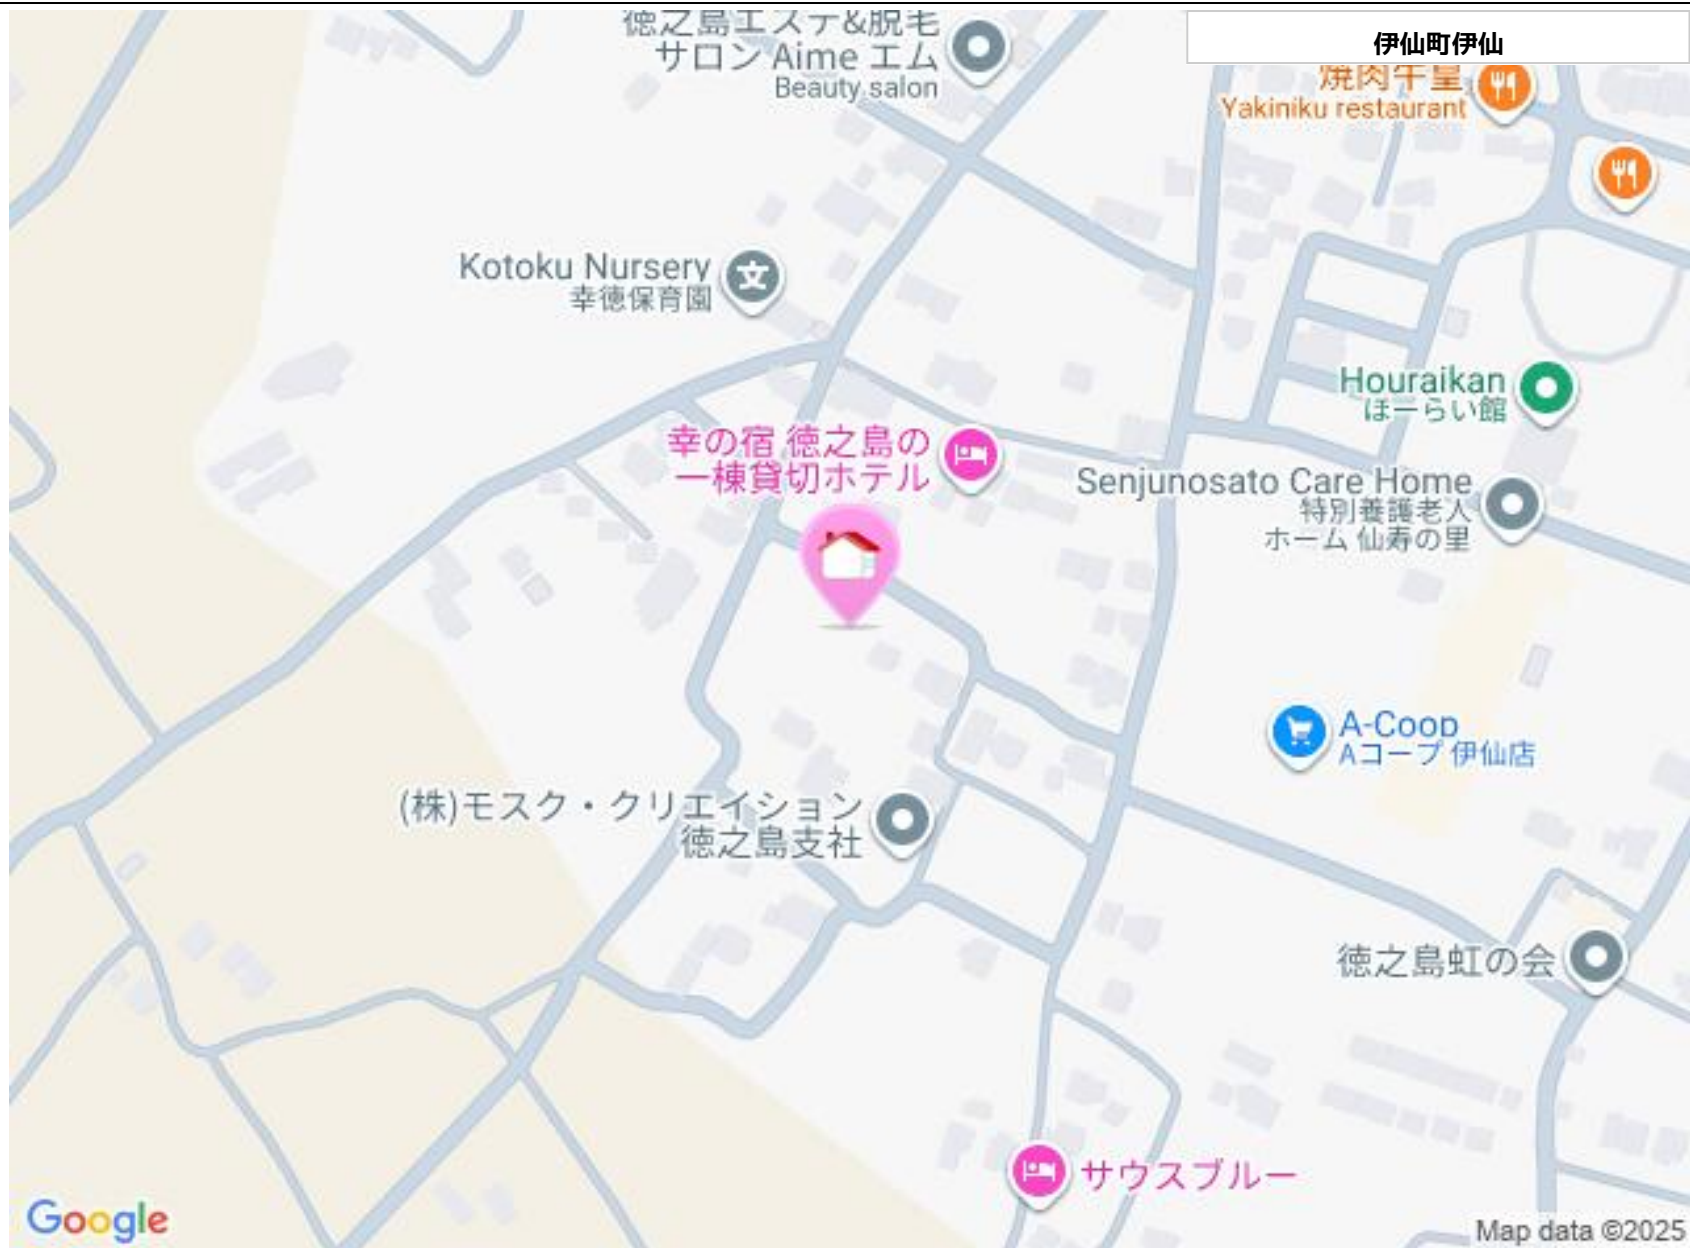 徳之島エステ&脱毛
サロン Aime エム
Beauty salon
伊仙町伊仙
焼肉牛皇
Yakiniku restaurant
Kotoku Nursery
幸徳保育園
Houraikan
ほーらい館
幸の宿 徳之島の
一棟貸切ホテル
Senjunosato Care Home
特別養護老人
ホーム 仙寿の里
A-Coop
Aコープ 伊仙店
(株)モスク・クリエイション
徳之島支社
徳之島虹の会
サウスブルー
Google
Map data ©2025